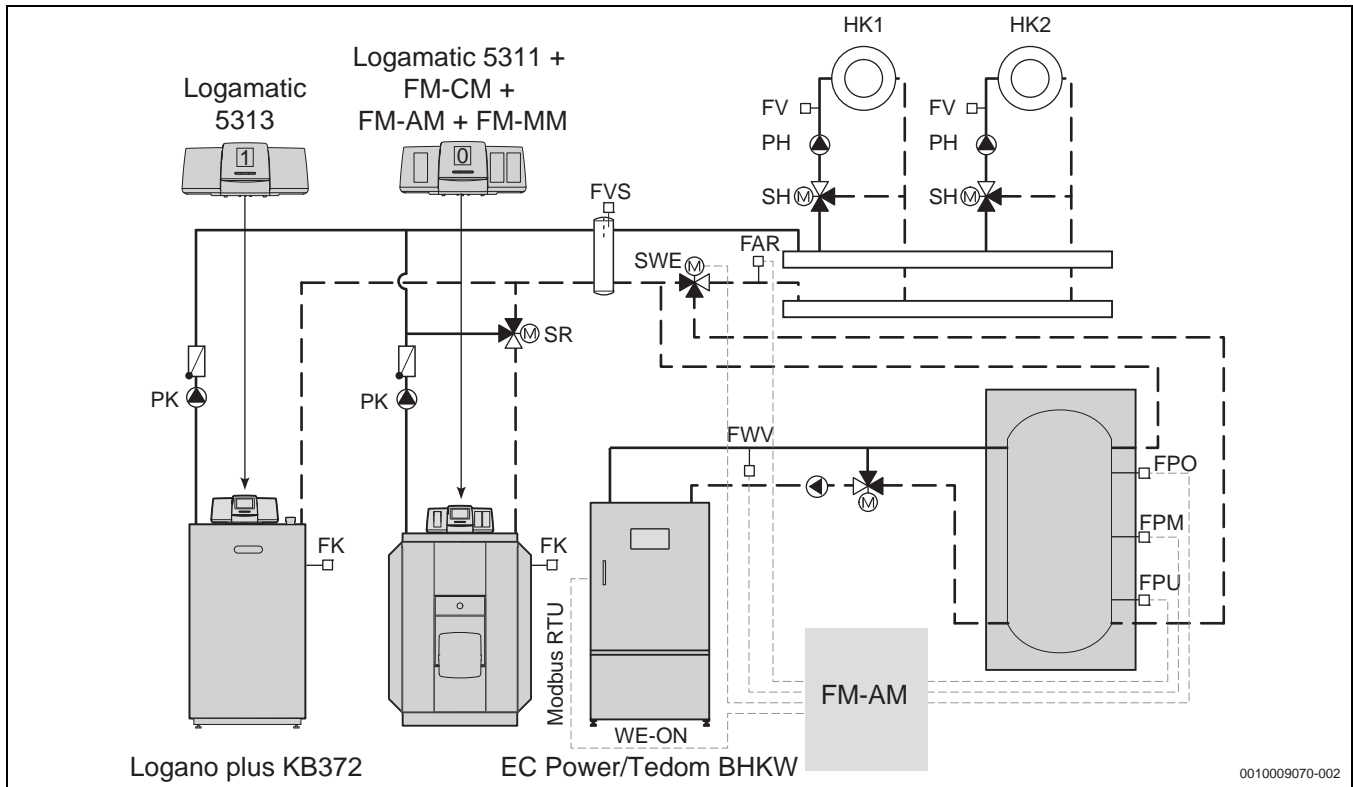 HK1
HK2
Logamatic
5313
Logamatic 5311 +
FM-CM +
FM-AM + FM-MM
1
0
FV
FV
PH
PH
SH
M
SH
M
FVS
FAR
SWE
M
M
SR
PK
PK
FWV
M
FPO
FPM
FPU
FK
FK
Modbus RTU
WE-ON
FM-AM
Logano plus KB372
EC Power/Tedom BHKW
0010009070-002